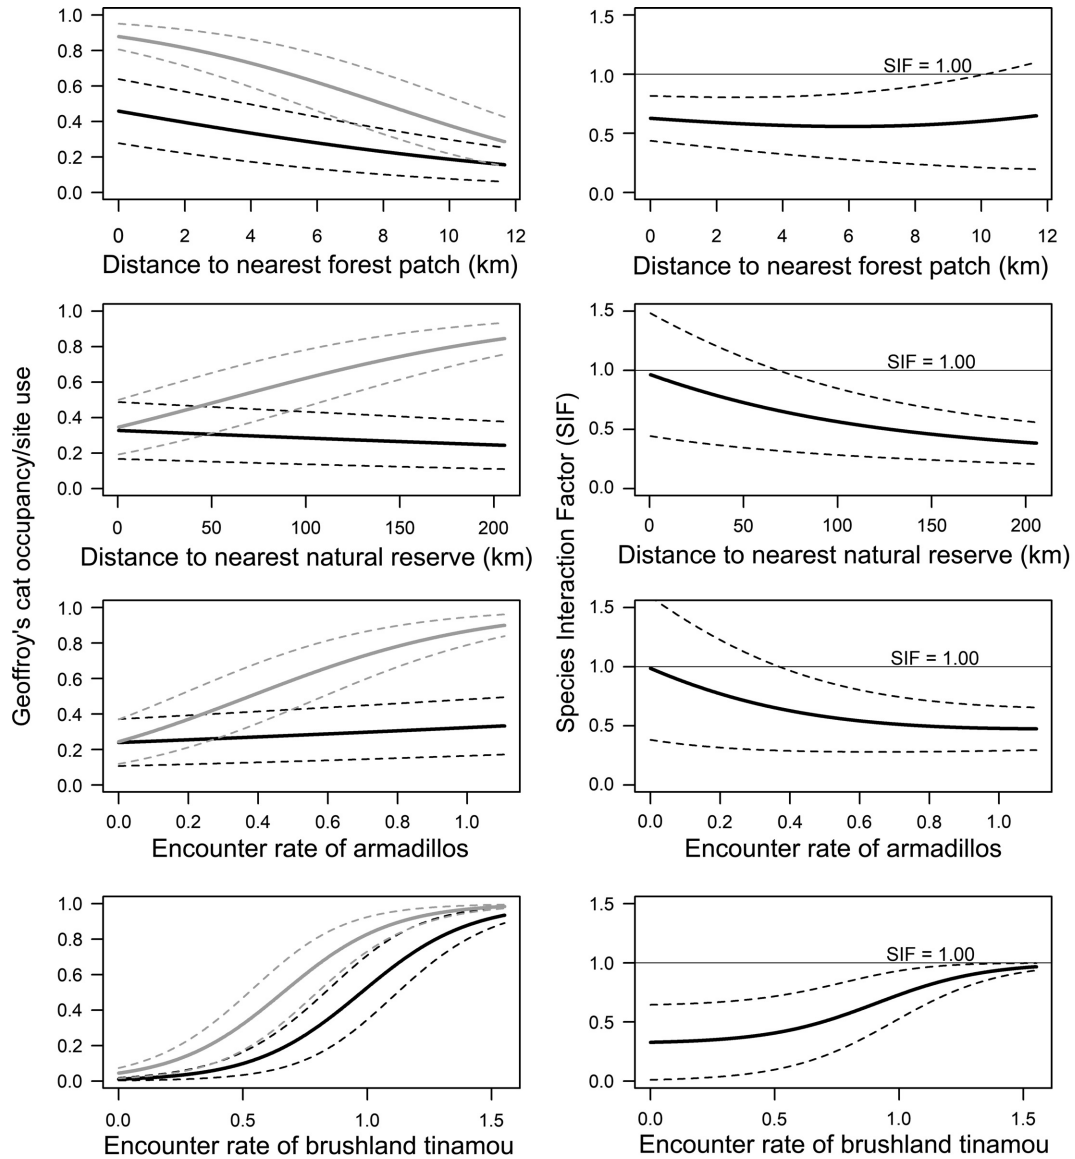 Geoffroy's cat occupancy/site use
Species Interaction Factor (SIF)
1.0
0.8
0.6
0.4
0.2
0.0
0 2 4 6 8 10 12
Distance to nearest forest patch (km)
1.5
SIF = 1.00
1.0
0.5
0.0
0 2 4 6 8 10 12
Distance to nearest forest patch (km)
1.0
0.8
0.6
0.4
0.2
0.0
0 50 100 150 200
Distance to nearest natural reserve (km)
1.5
SIF = 1.00
1.0
0.5
0.0
0 50 100 150 200
Distance to nearest natural reserve (km)
1.0
0.8
0.6
0.4
0.2
0.0
0.0 0.2 0.4 0.6 0.8 1.0
Encounter rate of armadillos
1.5
SIF = 1.00
1.0
0.5
0.0
0.0 0.2 0.4 0.6 0.8 1.0
Encounter rate of armadillos
1.0
0.8
0.6
0.4
0.2
0.0
0.0 0.5 1.0 1.5
Encounter rate of brushland tinamou
1.5
SIF = 1.00
1.0
0.5
0.0
0.0 0.5 1.0 1.5
Encounter rate of brushland tinamou